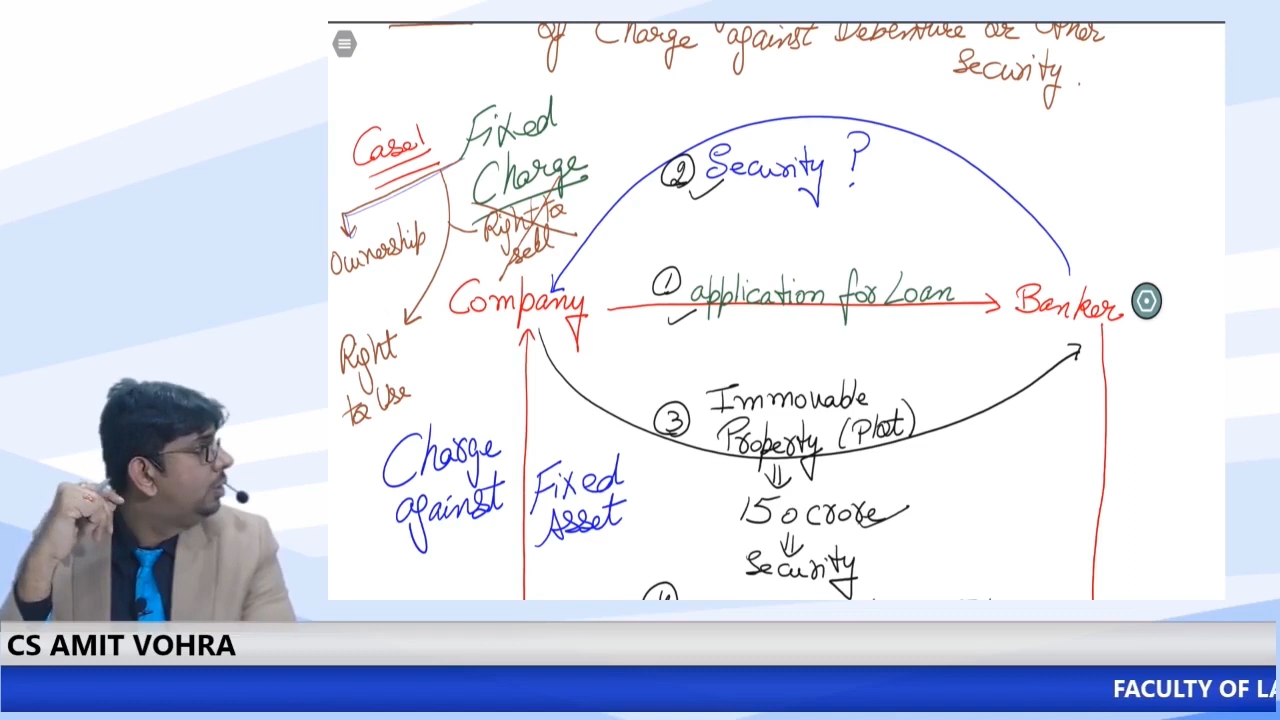 of Charge against Debenture or Other
Security.
Case 1
Fixed
Charge
Right to
sell
Ownership
Right
to Use
② Security ?
① application for Loan
Company
Banker
③ Immovable
Property (Plot)
⇓
150 crore
⇓
Security
Charge
against
Fixed
Asset
CS AMIT VOHRA
FACULTY OF LA